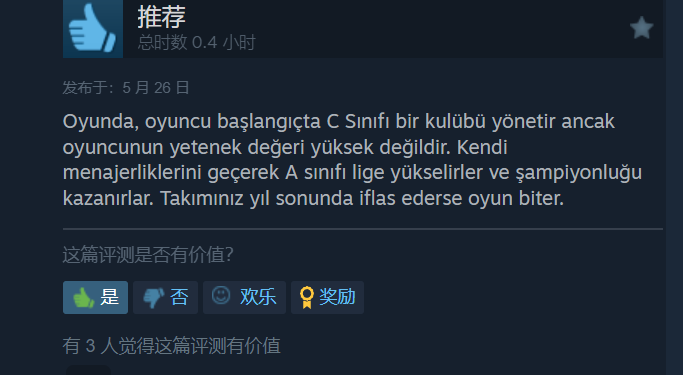 推荐
总时数 0.4 小时
发布于：5 月 26 日
Oyunda, oyuncu başlangıçta C Sınıfı bir kulübü yönetir ancak
oyuncunun yetenek değeri yüksek değildir. Kendi
menajerliklerini geçerek A sınıfı lige yükselirler ve şampiyonluğu
kazanırlar. Takımınız yıl sonunda iflas ederse oyun biter.
这篇评测是否有价值？
是 否 欢乐 奖励
有 3 人觉得这篇评测有价值